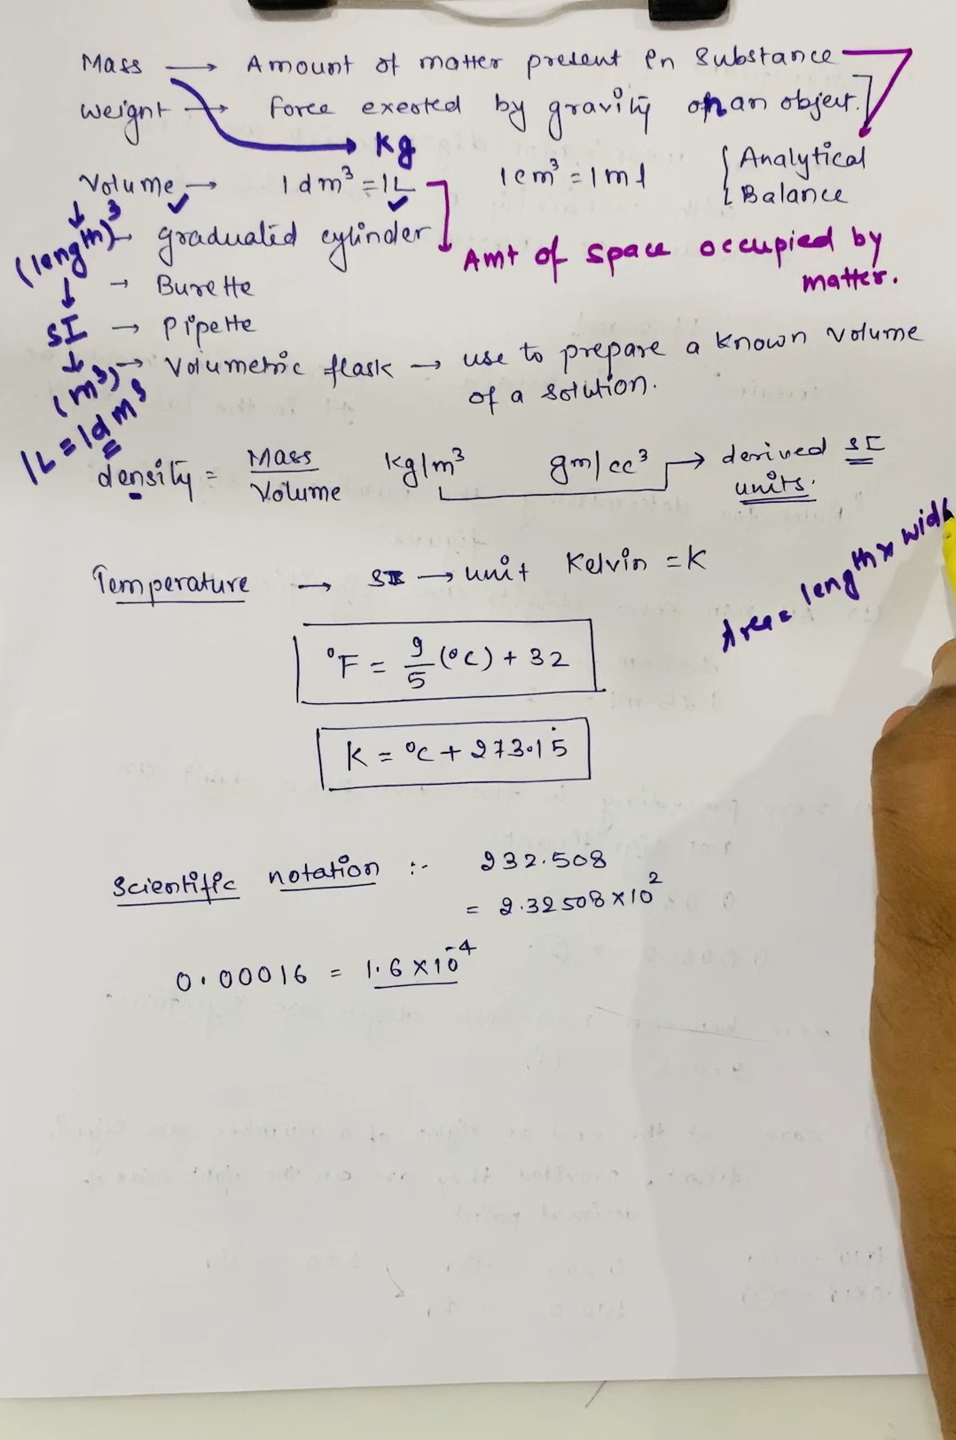 Mass → Amount of matter present in substance
Weight → Force exerted by gravity on an object.
Kg
Volume → 1 dm³ = 1L 1 cm³ = 1 ml
{ Analytical
Balance
(length)³
→ graduated cylinder
Amt of space occupied by
matter.
→ Burette
SI → Pipette
→ Volumetric flask → use to prepare a known volume
of a solution.
(m³)
1L = 1dm³
density = Mass / Volume kg/m³ gm/cc³ → derived SI
units.
Area = length × widt
Temperature → SI → unit Kelvin = K
°F = 9/5 (°C) + 32
K = °C + 273.15
Scientific notation :- 232.508
= 2.32508 × 10²
0.00016 = 1.6 × 10⁻⁴